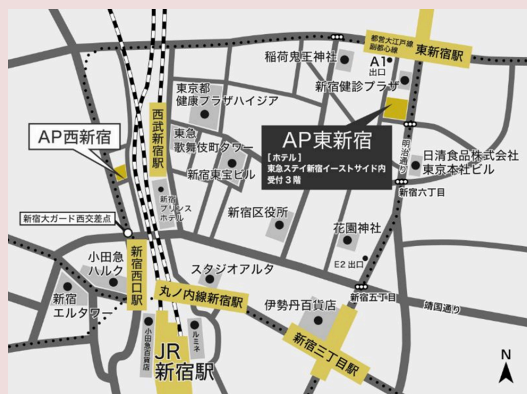 都営大江戸線
副都心線
東新宿駅
稲荷鬼王神社
A1
出口
新宿健診プラザ
東京都
健康プラザハイジア
西武新宿駅
AP西新宿
東急
歌舞伎町タワー
新宿東宝ビル
AP東新宿
[ホテル]
東急ステイ新宿イーストサイド内
受付3階
明治通り
日清食品株式会社
東京本社ビル
新宿六丁目
新宿
プリンス
ホテル
新宿区役所
花園神社
新宿大ガード西交差点
E2出口
小田急
ハルク
新宿西口駅
スタジオアルタ
新宿五丁目
靖国通り
新宿
エルタワー
丸ノ内線新宿駅
伊勢丹百貨店
小田急百貨店
ルミネ
JR
新宿駅
新宿三丁目駅
N